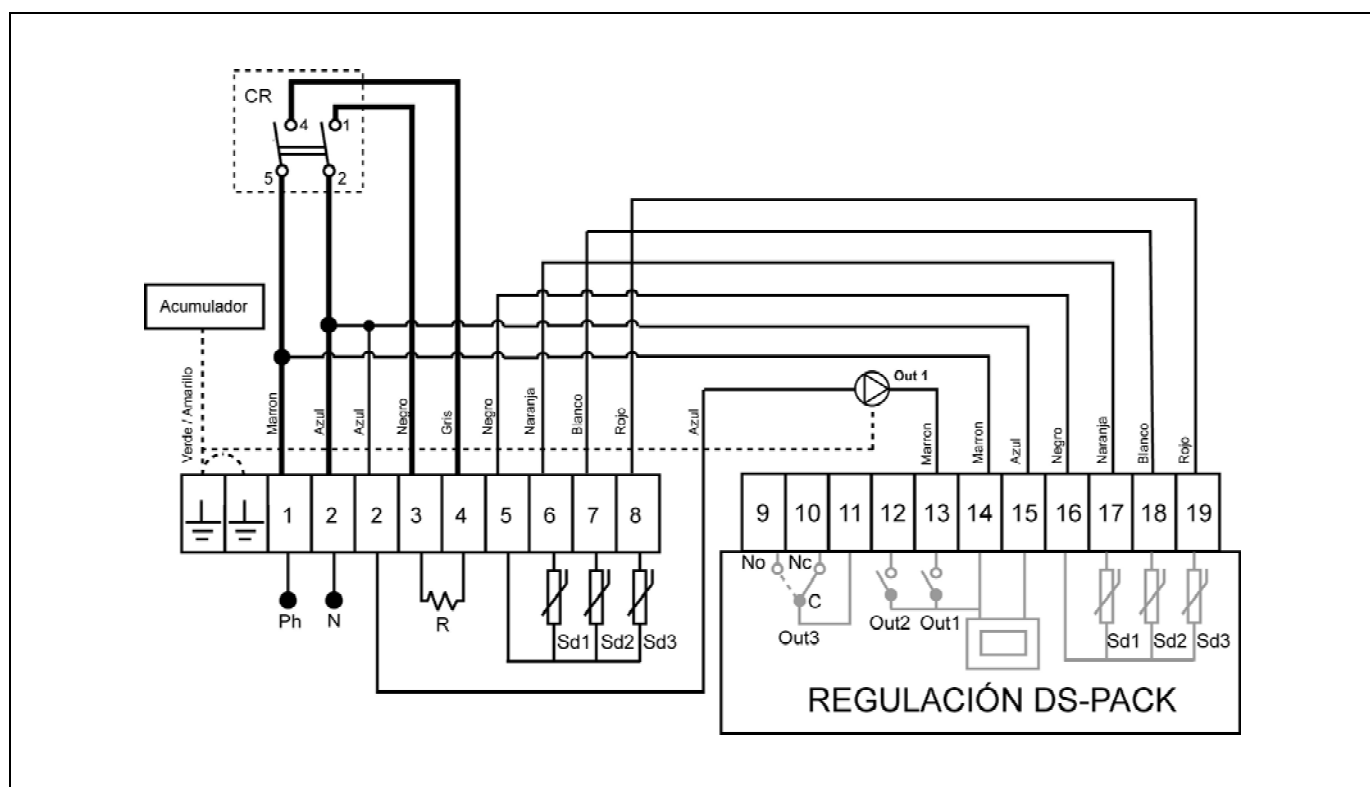 CR
4 1
5 2
Acumulador
Out 1
Verde / Amarillo
Marron
Azul
Azul
Negro
Gris
Negro
Naranja
Blanco
Rojo
Azul
Marron
Marron
Azul
Negro
Naranja
Blanco
Rojo
1 2 2 3 4 5 6 7 8
9 10 11 12 13 14 15 16 17 18 19
No Nc
C
Out3
Out2 Out1
Sd1 Sd2 Sd3
Ph N R
Sd1 Sd2 Sd3
REGULACIÓN DS-PACK